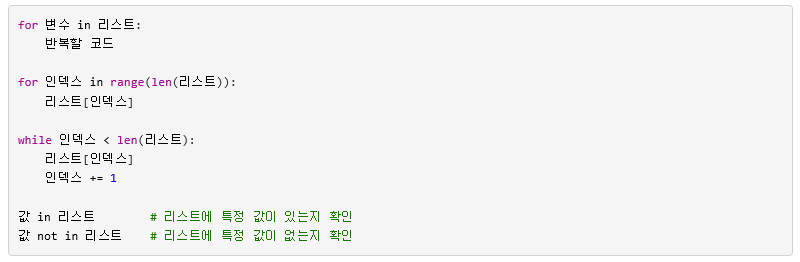 for 변수 in 리스트:
    반복할 코드

for 인덱스 in range(len(리스트)):
    리스트[인덱스]

while 인덱스 < len(리스트):
    리스트[인덱스]
    인덱스 += 1

값 in 리스트        # 리스트에 특정 값이 있는지 확인
값 not in 리스트    # 리스트에 특정 값이 없는지 확인